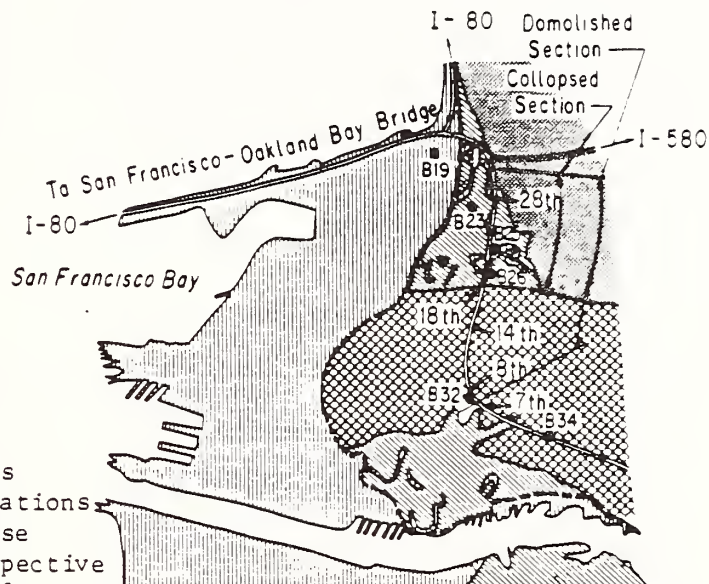 I-80
Domolished
Section
Collapsed
Section
To San Francisco-Oakland Bay Bridge
I-580
B19
28th
I-80
B23
San Francisco Bay
B26
18th
14th
8th
B32
7th
B34
s
ations
se
pective